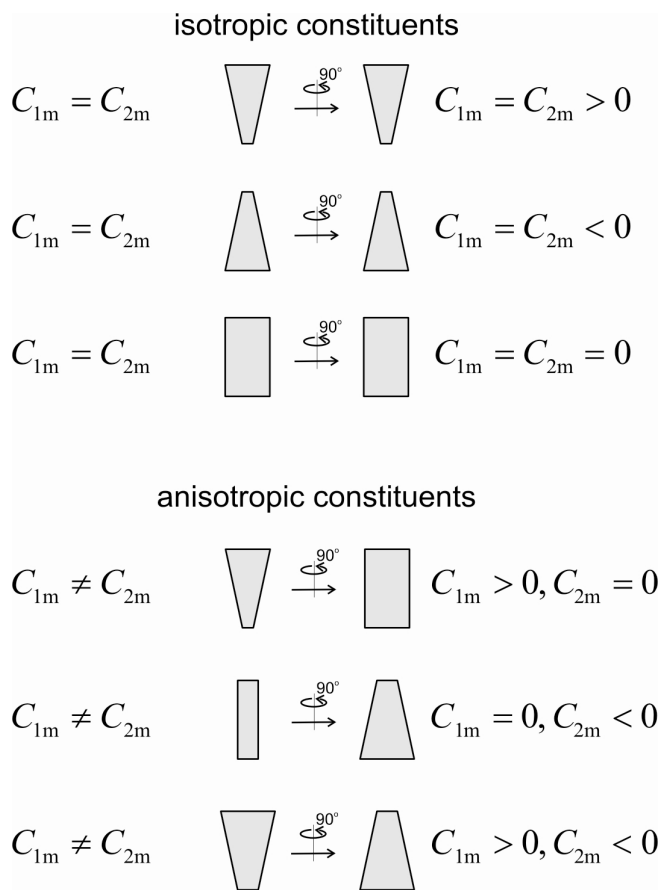 isotropic constituents
C₁ₘ = C₂ₘ 90° C₁ₘ = C₂ₘ > 0
C₁ₘ = C₂ₘ 90° C₁ₘ = C₂ₘ < 0
C₁ₘ = C₂ₘ 90° C₁ₘ = C₂ₘ = 0
anisotropic constituents
C₁ₘ ≠ C₂ₘ 90° C₁ₘ > 0, C₂ₘ = 0
C₁ₘ ≠ C₂ₘ 90° C₁ₘ = 0, C₂ₘ < 0
C₁ₘ ≠ C₂ₘ 90° C₁ₘ > 0, C₂ₘ < 0